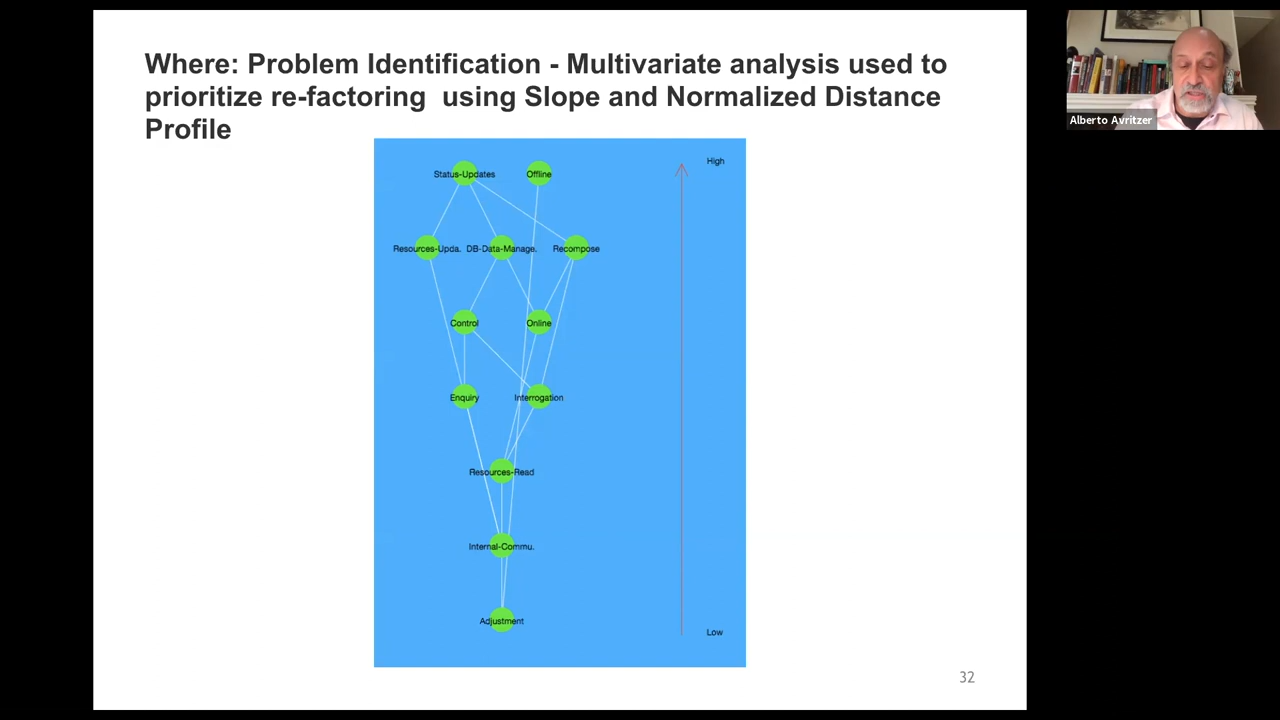 Where: Problem Identification - Multivariate analysis used to
prioritize re-factoring  using Slope and Normalized Distance
Profile
Alberto Avritzer
High
Status-Updates
Offline
Resources-Upda.
DB-Data-Manage.
Recompose
Control
Online
Enquiry
Interrogation
Resources-Read
Internal-Commu.
Adjustment
Low
32